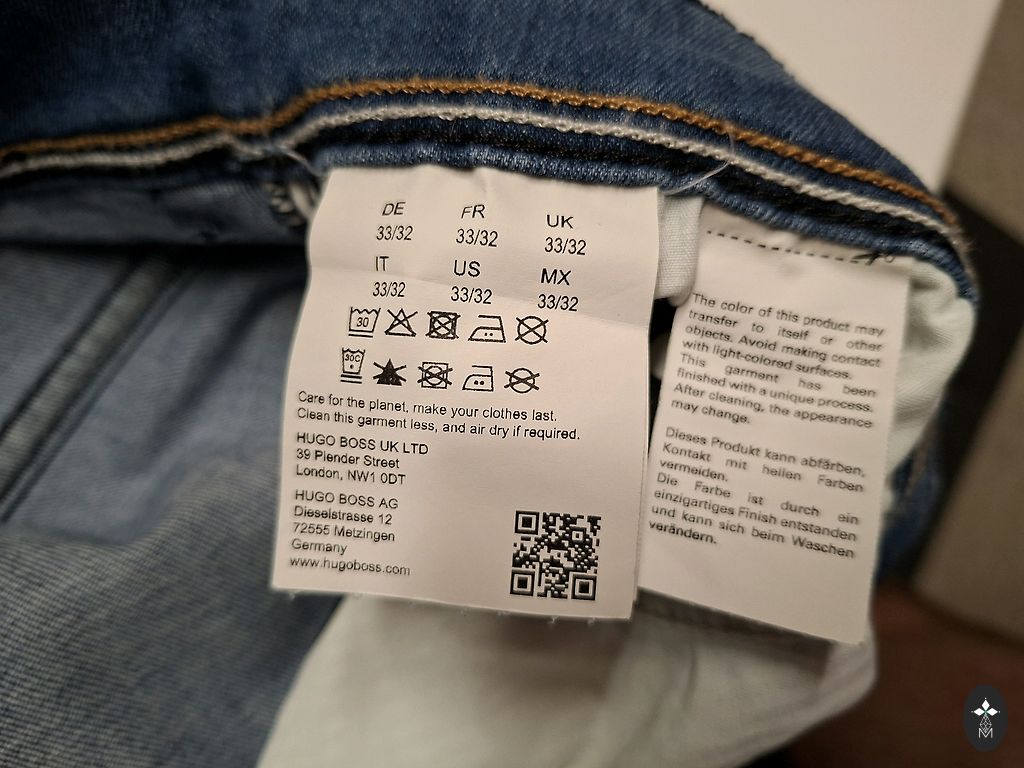 DE FR UK
33/32 33/32 33/32
IT US MX
33/32 33/32 33/32
30
30C
Care for the planet, make your clothes last.
Clean this garment less, and air dry if required.
HUGO BOSS UK LTD
39 Plender Street
London, NW1 0DT
HUGO BOSS AG
Dieselstrasse 12
72555 Metzingen
Germany
www.hugoboss.com
The color of this product may
transfer to itself or other
objects. Avoid making contact
with light-colored surfaces.
This garment has been
finished with a unique process.
After cleaning, the appearance
may change.
Dieses Produkt kann abfärben,
Kontakt mit hellen Farben
vermeiden.
Die Farbe ist durch ein
einzigartiges Finish entstanden
und kann sich beim Waschen
verändern.
M